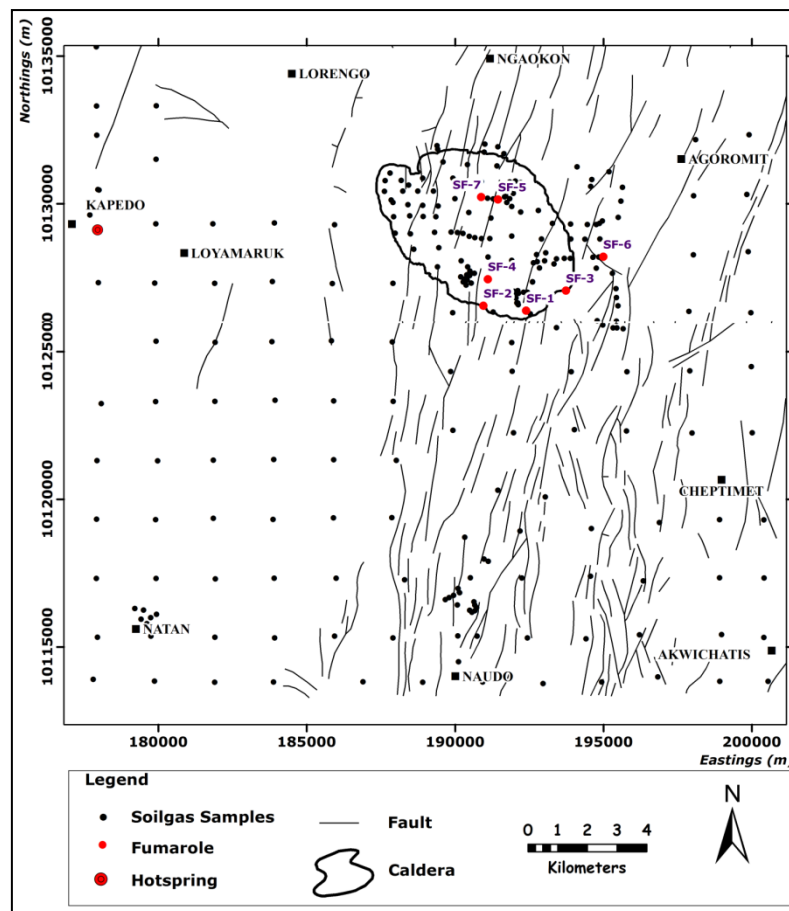 Northings (m)
10135000
10130000
10125000
10120000
10115000
NGAOKON
LORENGO
AGOROMIT
SF-7
SF-5
KAPEDO
SF-6
LOYAMARUK
SF-4
SF-2
SF-1
SF-3
CHEPTIMET
NATAN
AKWICHATIS
NAUDO
180000
185000
190000
195000
200000
Eastings (m)
Legend
Soilgas Samples
Fumarole
Hotspring
Fault
Caldera
0 1 2 3 4
Kilometers
N